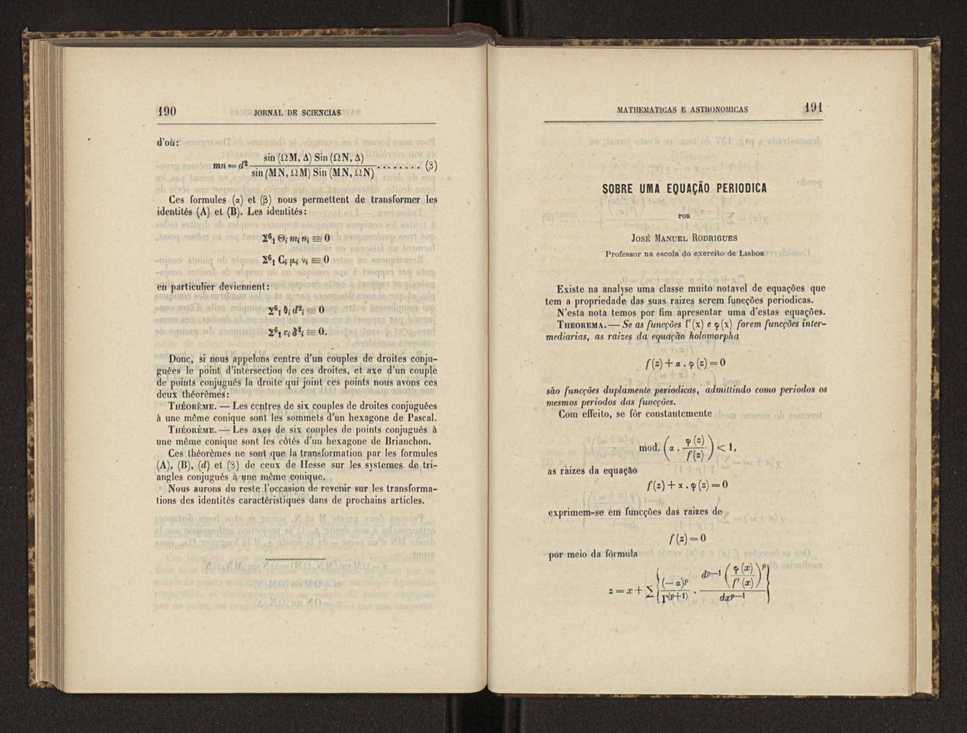 190 JORNAL DE SCIENCIAS
d'où:
mn = d² sin (ΩM, Δ) Sin (ΩN, Δ) / sin (MN, ΩM) Sin (MN, ΩN) . . . . . . . . (β)
Ces formules (α) et (β) nous permettent de transformer les
identités (A) et (B). Les identités:
Σ⁶₁ Θᵢ mᵢ nᵢ ≡ 0
Σ⁶₁ Cᵢ μᵢ νᵢ ≡ 0
en particulier deviennent:
Σ⁶₁ δᵢ d²ᵢ ≡ 0
Σ⁶₁ cᵢ δ²ᵢ ≡ 0.
Donc, si nous appelons centre d'un couples de droites conju-
guées le point d'intersection de ces droites, et axe d'un couple
de points conjugués la droite qui joint ces points nous avons ces
deux théorèmes:
THÉORÈME. — Les centres de six couples de droites conjuguées
à une même conique sont les sommets d'un hexagone de Pascal.
THÉORÈME. — Les axes de six couples de points conjugués à
une même conique sont les côtés d'un hexagone de Brianchon.
Ces théorèmes ne sont que la transformation par les formules
(A), (B), (d) et (β) de ceux de Hesse sur les systemes de tri-
angles conjugués à une même conique.
Nous aurons du reste l'occasion de revenir sur les transforma-
tions des identités caractéristiques dans de prochains articles.
MATHEMATICAS E ASTRONOMICAS 191
SOBRE UMA EQUAÇÃO PERIODICA
POR
JOSÉ MANUEL RODRIGUES
Professor na escola do exercito de Lisboa
Existe na analyse uma classe muito notavel de equações que
tem a propriedade das suas raizes serem funcções periodicas.
N'esta nota temos por fim apresentar uma d'estas equações.
THEOREMA. — Se as funcções f (x) e φ (x) forem funcções inter-
mediarias, as raizes da equação holomorpha
f (z) + α . φ (z) = 0
são funcções duplamente periodicas, admittindo como periodos os
mesmos periodos das funcções.
Com effeito, se fôr constantemente
mod. (α . φ (z) / f (z)) < 1,
as raizes da equação
f (z) + α . φ (z) = 0
exprimem-se em funcções das raizes de
f (z) = 0
por meio da fórmula
z = x + Σ { (— α)ᵖ / Γ(p+1) . dᵖ⁻¹ (φ (x) / f' (x))ᵖ / dxᵖ⁻¹ }